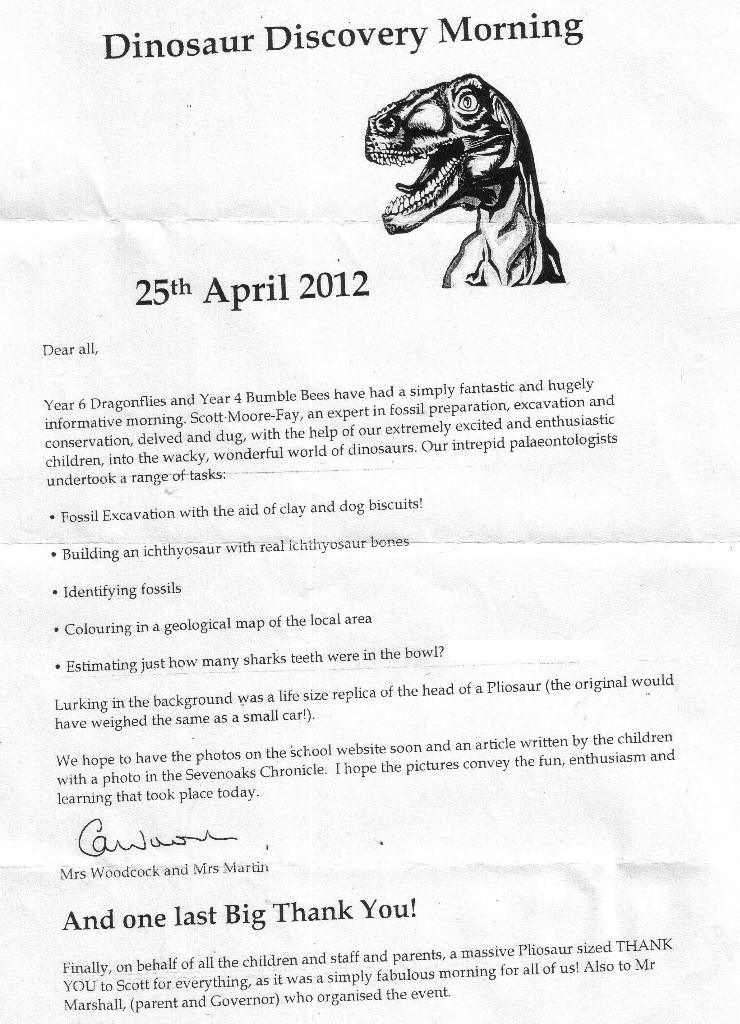 Dinosaur Discovery Morning
25th April 2012
Dear all,
Year 6 Dragonflies and Year 4 Bumble Bees have had a simply fantastic and hugely
informative morning. Scott Moore-Fay, an expert in fossil preparation, excavation and
conservation, delved and dug, with the help of our extremely excited and enthusiastic
children, into the wacky, wonderful world of dinosaurs. Our intrepid palaeontologists
undertook a range of tasks:
• Fossil Excavation with the aid of clay and dog biscuits!
• Building an ichthyosaur with real ichthyosaur bones
• Identifying fossils
• Colouring in a geological map of the local area
• Estimating just how many sharks teeth were in the bowl?
Lurking in the background was a life size replica of the head of a Pliosaur (the original would
have weighed the same as a small car!).
We hope to have the photos on the school website soon and an article written by the children
with a photo in the Sevenoaks Chronicle. I hope the pictures convey the fun, enthusiasm and
learning that took place today.
Mrs Woodcock and Mrs Martin
And one last Big Thank You!
Finally, on behalf of all the children and staff and parents, a massive Pliosaur sized THANK
YOU to Scott for everything, as it was a simply fabulous morning for all of us! Also to Mr
Marshall, (parent and Governor) who organised the event.